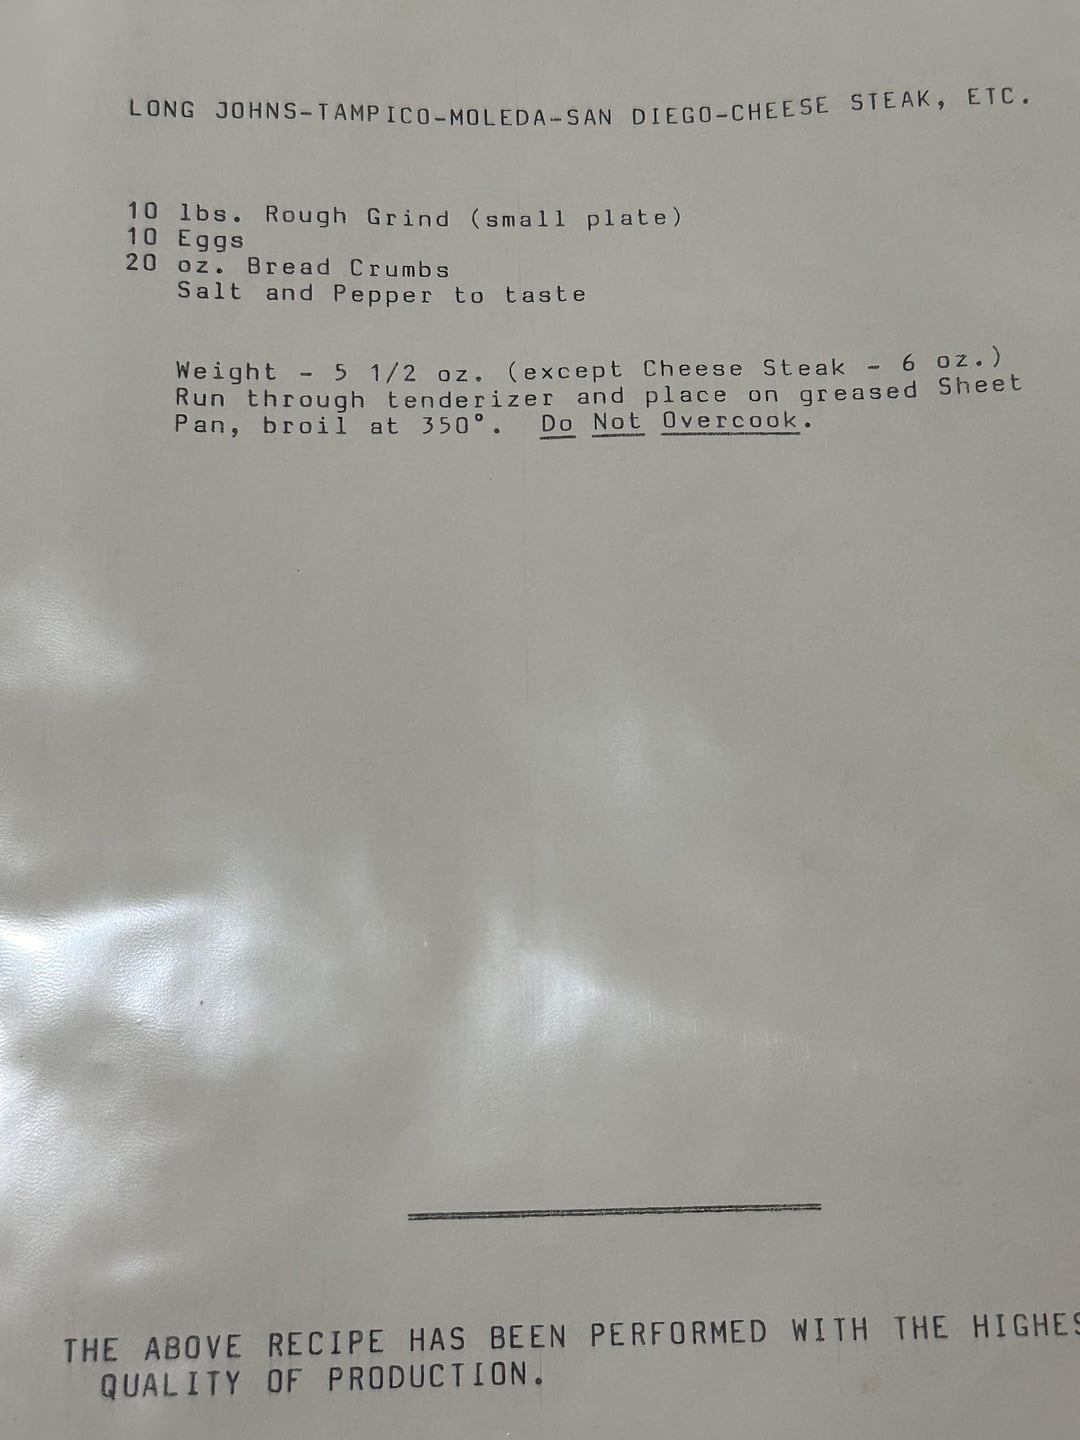 LONG JOHNS-TAMPICO-MOLEDA-SAN DIEGO-CHEESE STEAK, ETC.
10 lbs. Rough Grind (small plate)
10 Eggs
20 oz. Bread Crumbs
Salt and Pepper to taste
Weight - 5 1/2 oz. (except Cheese Steak - 6 oz.)
Run through tenderizer and place on greased Sheet
Pan, broil at 350°. Do Not Overcook.
THE ABOVE RECIPE HAS BEEN PERFORMED WITH THE
QUALITY OF PRODUCTION.